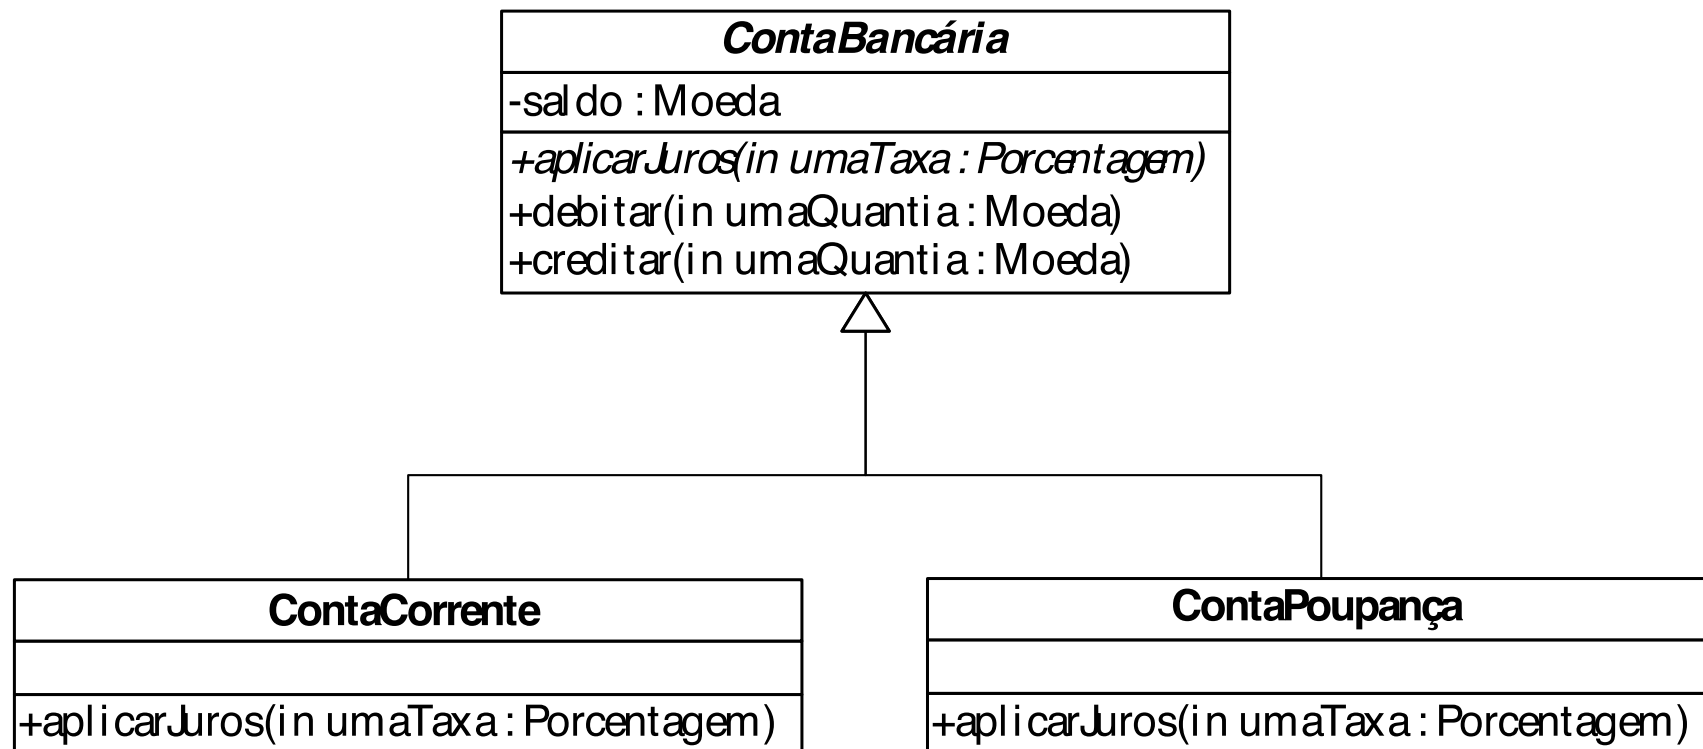 ContaBancária
-saldo : Moeda
+aplicarJuros(in umaTaxa : Porcentagem)
+debitar(in umaQuantia : Moeda)
+creditar(in umaQuantia : Moeda)
ContaCorrente
+aplicarJuros(in umaTaxa : Porcentagem)
ContaPoupança
+aplicarJuros(in umaTaxa : Porcentagem)